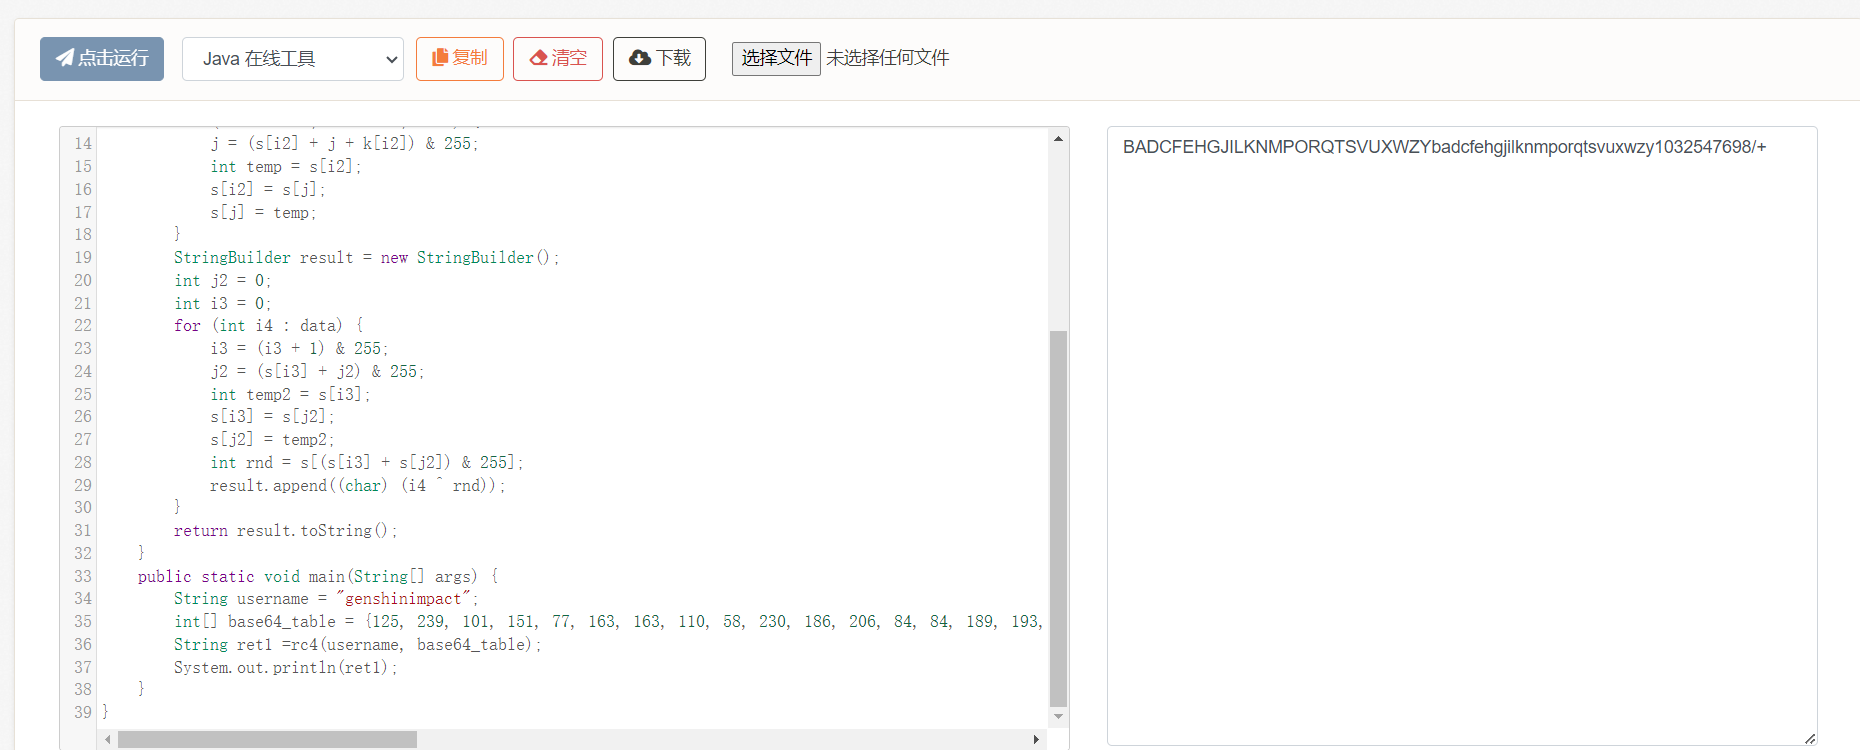 点击运行 Java 在线工具 复制 清空 下载 选择文件 未选择任何文件
14 j = (s[i2] + j + k[i2]) & 255;
15 int temp = s[i2];
16 s[i2] = s[j];
17 s[j] = temp;
18 }
19 StringBuilder result = new StringBuilder();
20 int j2 = 0;
21 int i3 = 0;
22 for (int i4 : data) {
23 i3 = (i3 + 1) & 255;
24 j2 = (s[i3] + j2) & 255;
25 int temp2 = s[i3];
26 s[i3] = s[j2];
27 s[j2] = temp2;
28 int rnd = s[(s[i3] + s[j2]) & 255];
29 result.append((char) (i4 ^ rnd));
30 }
31 return result.toString();
32 }
33 public static void main(String[] args) {
34 String username = "genshinimpact";
35 int[] base64_table = {125, 239, 101, 151, 77, 163, 163, 110, 58, 230, 186, 206, 84, 84, 189, 193,
36 String ret1 =rc4(username, base64_table);
37 System.out.println(ret1);
38 }
39 }
BADCFEHGJILKNMPORQTSVUXWZYbadcfehgjilknmporqtsvuxwzy1032547698/+